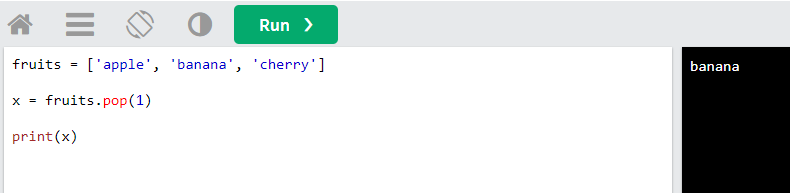 Run ❯
fruits = ['apple', 'banana', 'cherry']
x = fruits.pop(1)
print(x)
banana